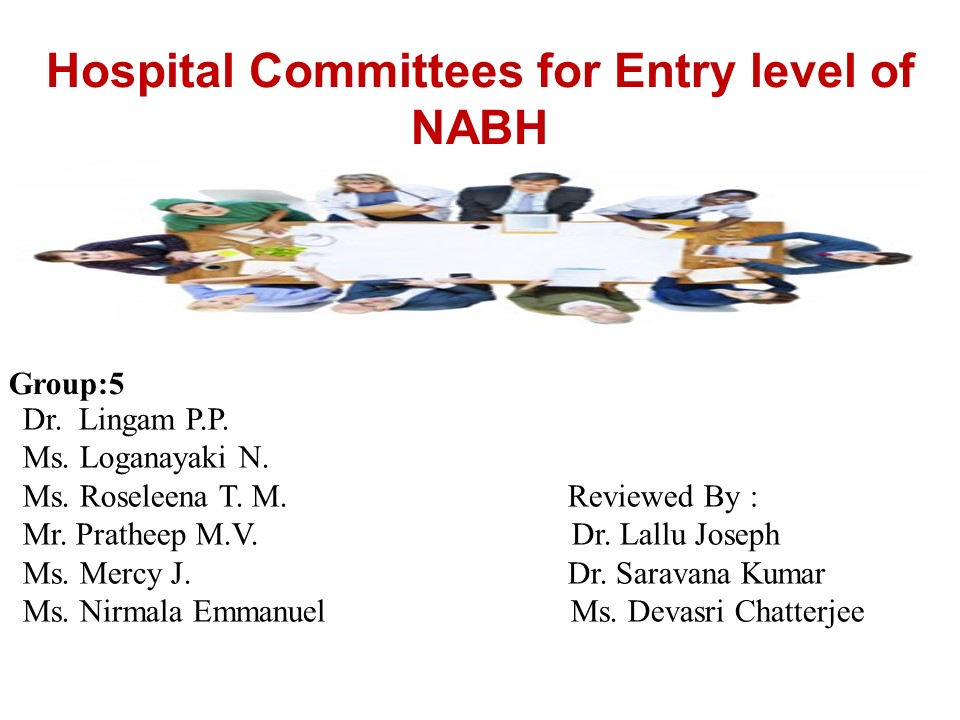 Hospital Committees for Entry level of
NABH
Group:5
Dr. Lingam P.P.
Ms. Loganayaki N.
Ms. Roseleena T. M.
Mr. Pratheep M.V.
Ms. Mercy J.
Ms. Nirmala Emmanuel
Reviewed By :
Dr. Lallu Joseph
Dr. Saravana Kumar
Ms. Devasri Chatterjee